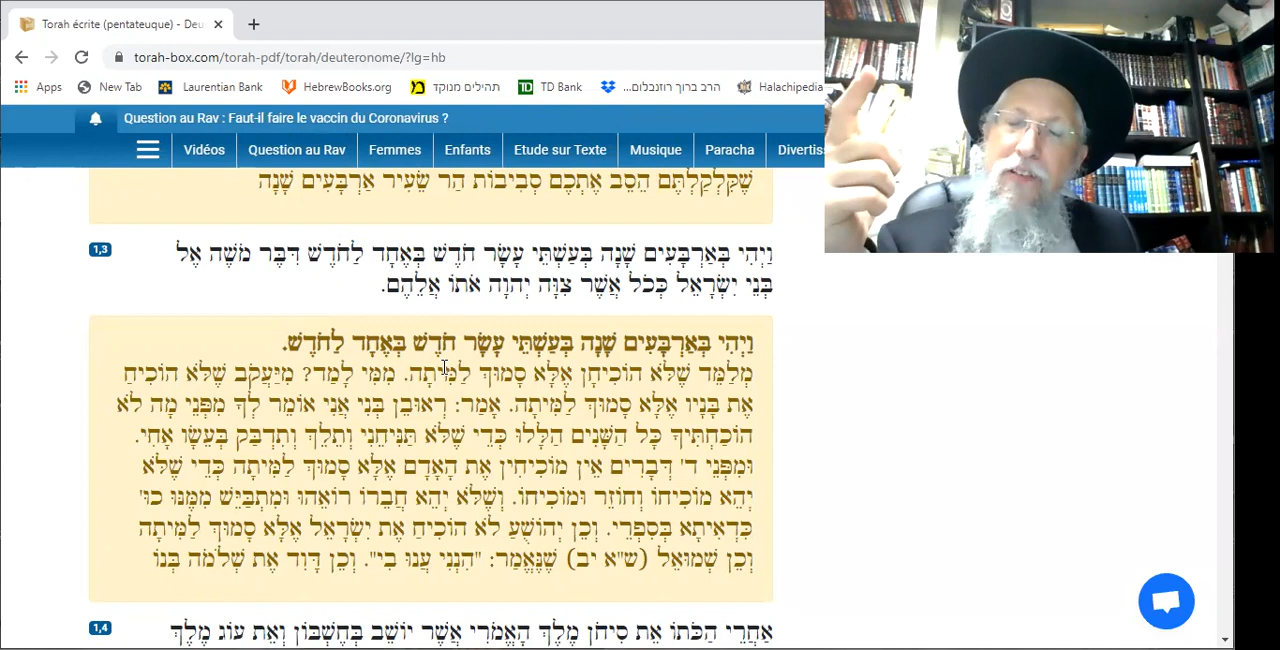 Torah écrite (pentateuque) - Deu
torah-box.com/torah-pdf/torah/deuteronome/?lg=hb
Apps New Tab Laurentian Bank HebrewBooks.org תהילים מנוקד TD Bank הרב ברוך רוזנבלום... Halachipedia
Question au Rav : Faut-il faire le vaccin du Coronavirus ?
Vidéos Question au Rav Femmes Enfants Etude sur Texte Musique Paracha Divertiss
שֶׁקִּלְקַלְתֶּם הֵסֵב אֶתְכֶם סְבִיבוֹת הַר שֵׂעִיר אַרְבָּעִים שָׁנָה
1,3
וַיְהִי בְּאַרְבָּעִים שָׁנָה בְּעַשְׁתֵּי עָשָׂר חֹדֶשׁ בְּאֶחָד לַחֹדֶשׁ דִּבֶּר מֹשֶׁה אֶל
בְּנֵי יִשְׂרָאֵל כְּכֹל אֲשֶׁר צִוָּה יְהוָה אֹתוֹ אֲלֵהֶם.
וַיְהִי בְּאַרְבָּעִים שָׁנָה בְּעַשְׁתֵּי עָשָׂר חֹדֶשׁ בְּאֶחָד לַחֹדֶשׁ.
מְלַמֵּד שֶׁלֹּא הוֹכִיחָן אֶלָּא סָמוּךְ לַמִּיתָה. מִמִּי לָמַד? מִיַּעֲקֹב שֶׁלֹּא הוֹכִיחַ
אֶת בָּנָיו אֶלָּא סָמוּךְ לַמִּיתָה. אָמַר: רְאוּבֵן בְּנִי אֲנִי אוֹמֵר לְךָ מִפְּנֵי מָה לֹא
הוֹכַחְתִּיךָ כָּל הַשָּׁנִים הַלָּלוּ כְּדֵי שֶׁלֹּא תַּנִּיחֵנִי וְתֵלֵךְ וְתִדְבַּק בְּעֵשָׂו אָחִי.
וּמִפְּנֵי ד' דְּבָרִים אֵין מוֹכִיחִין אֶת הָאָדָם אֶלָּא סָמוּךְ לַמִּיתָה כְּדֵי שֶׁלֹּא
יְהֵא מוֹכִיחוֹ וְחוֹזֵר וּמוֹכִיחוֹ. וְשֶׁלֹּא יְהֵא חֲבֵרוֹ רוֹאֵהוּ וּמִתְבַּיֵּשׁ מִמֶּנּוּ כוּ'
כִּדְאִיתָא בְּסִפְרֵי. וְכֵן יְהוֹשֻׁעַ לֹא הוֹכִיחַ אֶת יִשְׂרָאֵל אֶלָּא סָמוּךְ לַמִּיתָה
וְכֵן שְׁמוּאֵל (ש"א יב) שֶׁנֶּאֱמַר: "הִנְנִי עֲנוּ בִי". וְכֵן דָּוִד אֶת שְׁלֹמֹה בְּנוֹ
1,4
אַחֲרֵי הַכֹּתוֹ אֵת סִיחֹן מֶלֶךְ הָאֱמֹרִי אֲשֶׁר יוֹשֵׁב בְּחֶשְׁבּוֹן וְאֵת עוֹג מֶלֶךְ